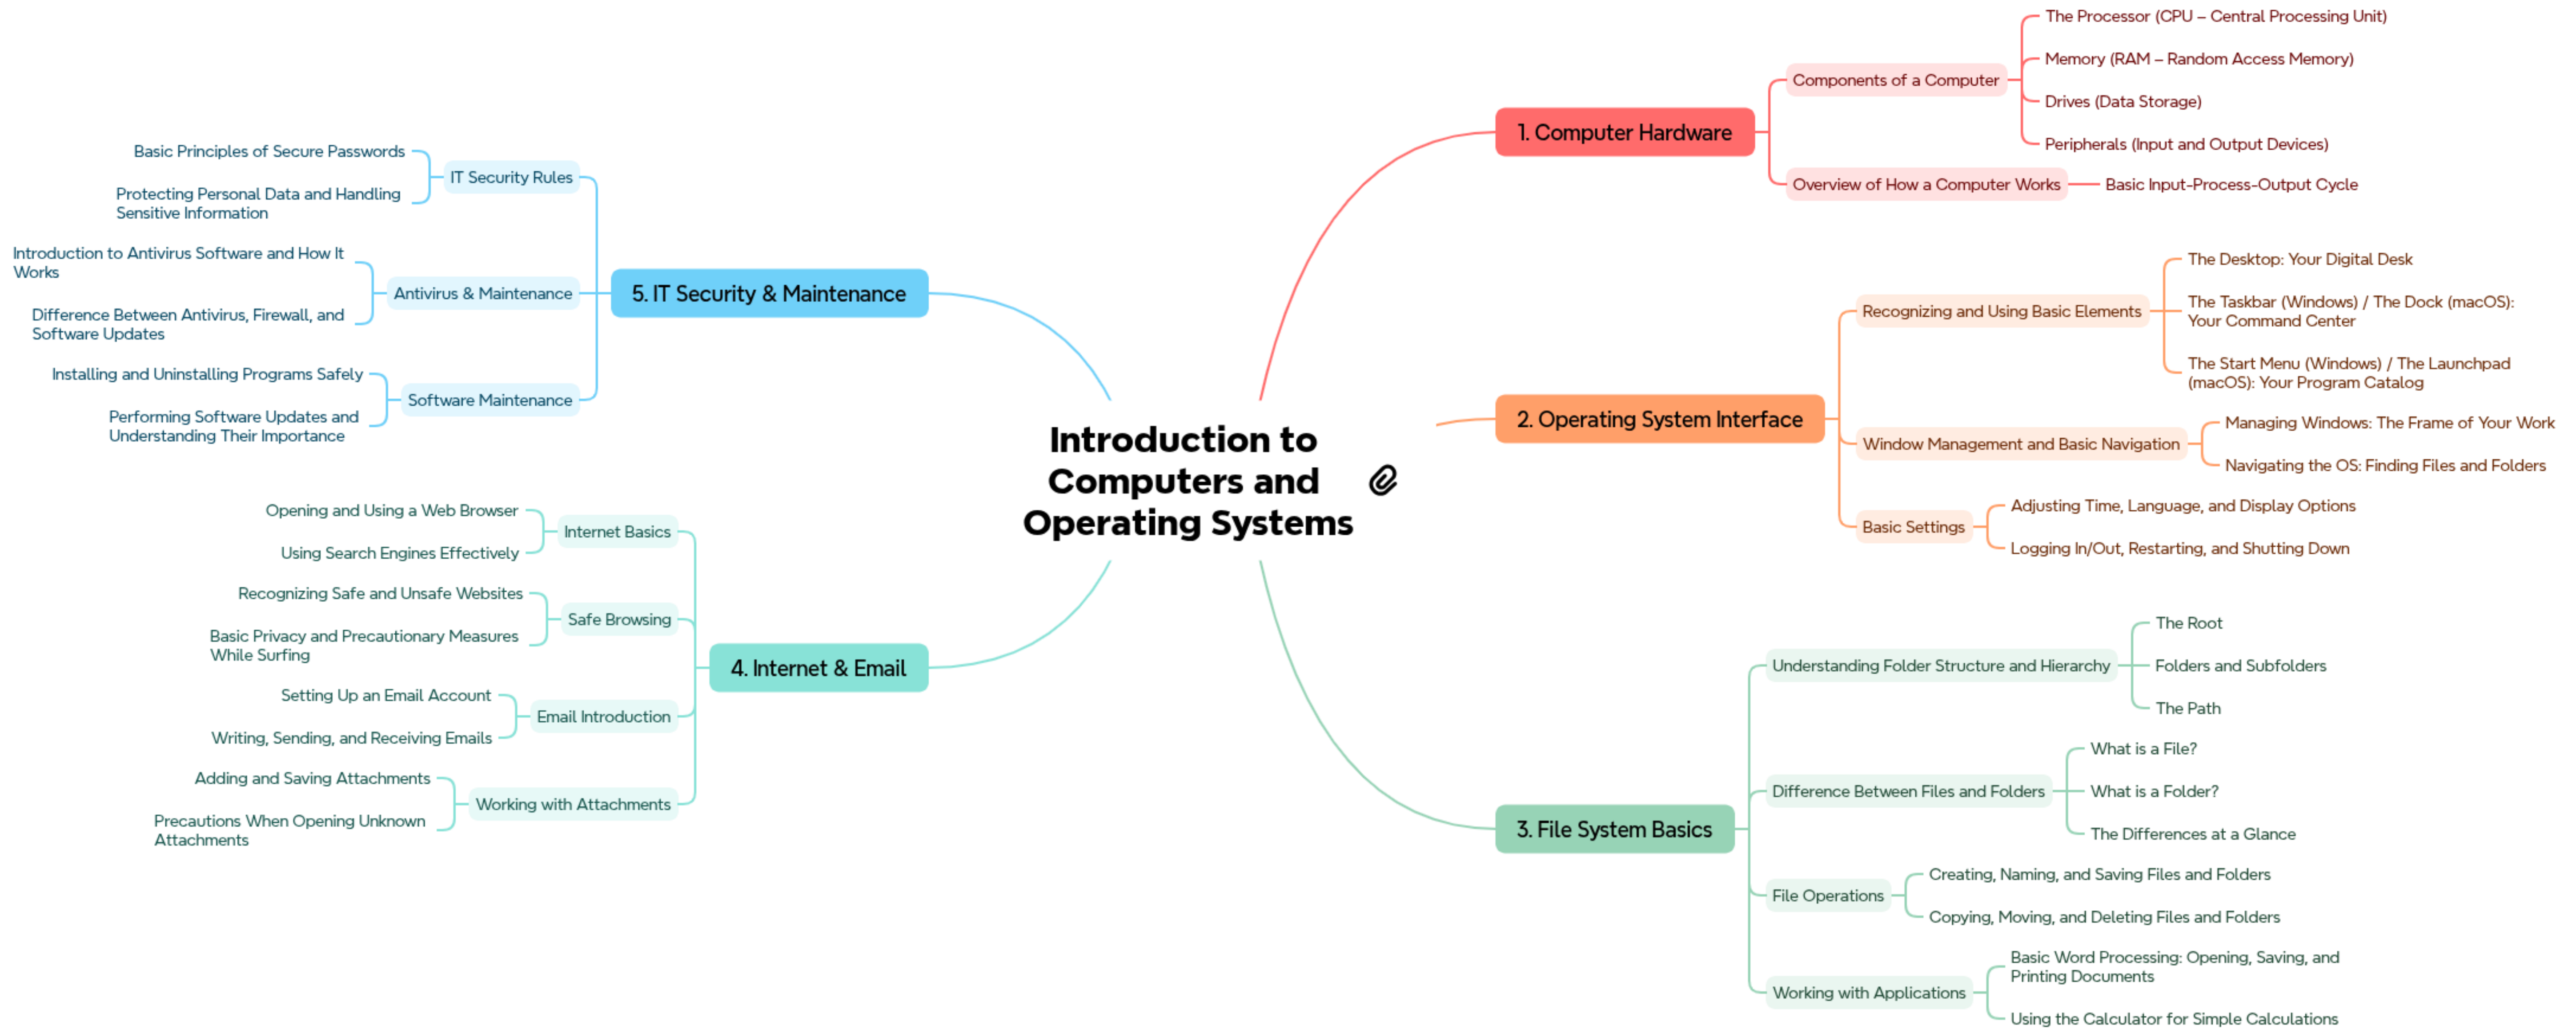 Introduction to
Computers and
Operating Systems
1. Computer Hardware
Components of a Computer
The Processor (CPU – Central Processing Unit)
Memory (RAM – Random Access Memory)
Drives (Data Storage)
Peripherals (Input and Output Devices)
Overview of How a Computer Works
Basic Input-Process-Output Cycle
2. Operating System Interface
Recognizing and Using Basic Elements
The Desktop: Your Digital Desk
The Taskbar (Windows) / The Dock (macOS):
Your Command Center
The Start Menu (Windows) / The Launchpad
(macOS): Your Program Catalog
Window Management and Basic Navigation
Managing Windows: The Frame of Your Work
Navigating the OS: Finding Files and Folders
Basic Settings
Adjusting Time, Language, and Display Options
Logging In/Out, Restarting, and Shutting Down
3. File System Basics
Understanding Folder Structure and Hierarchy
The Root
Folders and Subfolders
The Path
Difference Between Files and Folders
What is a File?
What is a Folder?
The Differences at a Glance
File Operations
Creating, Naming, and Saving Files and Folders
Copying, Moving, and Deleting Files and Folders
Working with Applications
Basic Word Processing: Opening, Saving, and
Printing Documents
Using the Calculator for Simple Calculations
4. Internet & Email
Internet Basics
Opening and Using a Web Browser
Using Search Engines Effectively
Safe Browsing
Recognizing Safe and Unsafe Websites
Basic Privacy and Precautionary Measures
While Surfing
Email Introduction
Setting Up an Email Account
Writing, Sending, and Receiving Emails
Working with Attachments
Adding and Saving Attachments
Precautions When Opening Unknown
Attachments
5. IT Security & Maintenance
IT Security Rules
Basic Principles of Secure Passwords
Protecting Personal Data and Handling
Sensitive Information
Antivirus & Maintenance
Introduction to Antivirus Software and How It
Works
Difference Between Antivirus, Firewall, and
Software Updates
Software Maintenance
Installing and Uninstalling Programs Safely
Performing Software Updates and
Understanding Their Importance